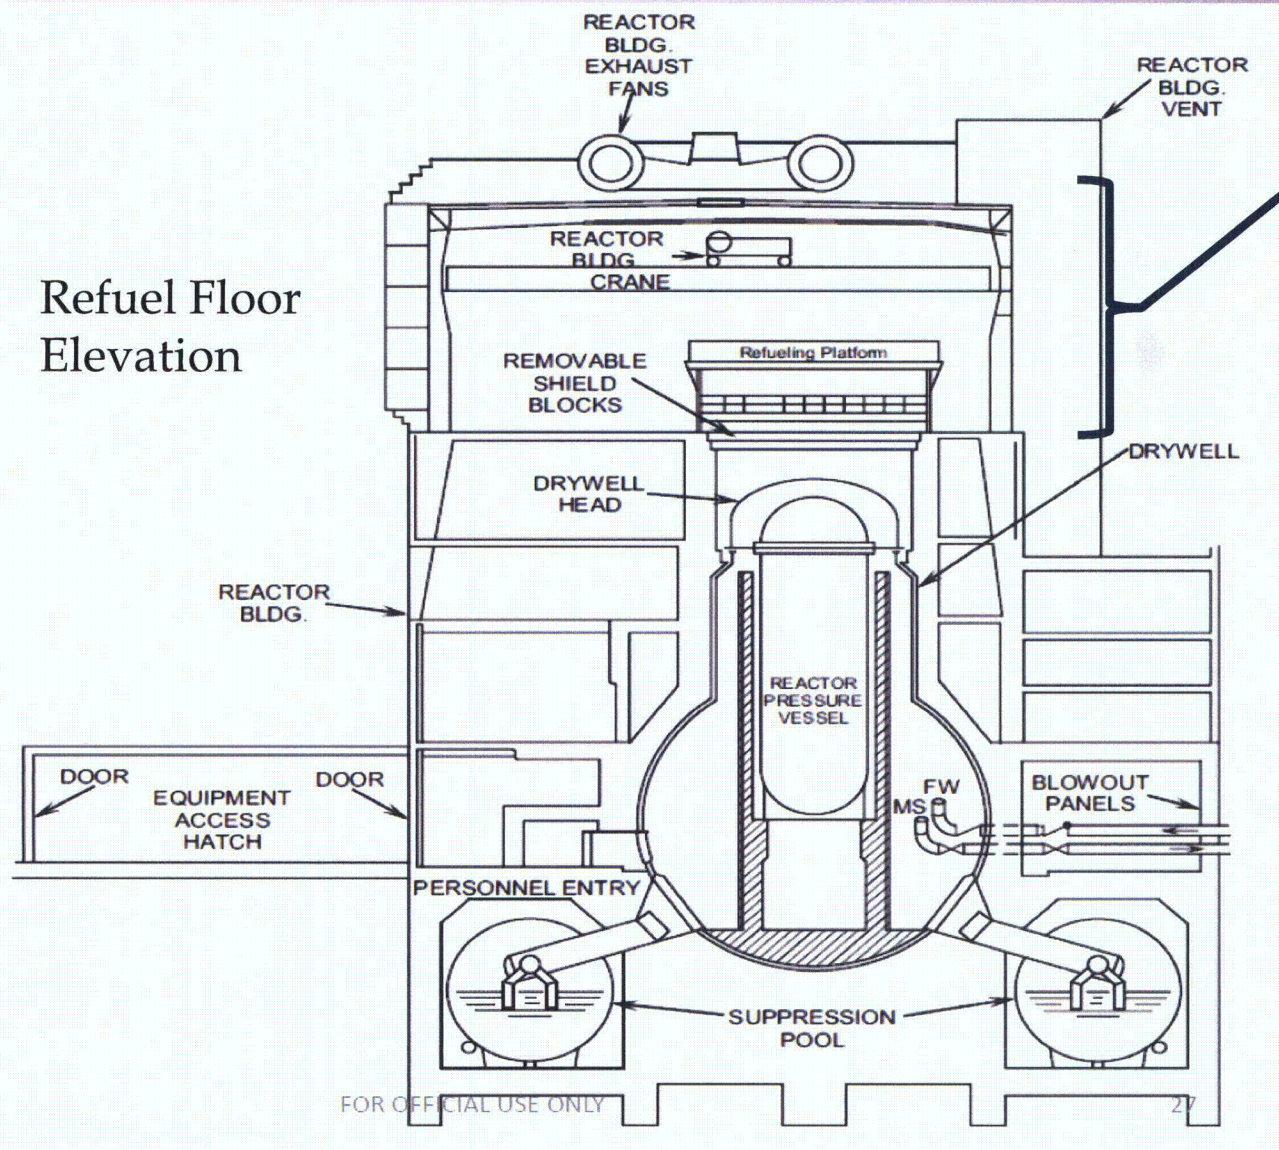 REACTOR
BLDG.
EXHAUST
FANS
REACTOR
BLDG.
VENT
REACTOR
BLDG.
CRANE
Refuel Floor
Elevation
Refueling Platform
REMOVABLE
SHIELD
BLOCKS
DRYWELL
DRYWELL
HEAD
REACTOR
BLDG.
REACTOR
PRESSURE
VESSEL
DOOR
DOOR
EQUIPMENT
ACCESS
HATCH
FW
MS
BLOWOUT
PANELS
PERSONNEL ENTRY
SUPPRESSION
POOL
FOR OFFICIAL USE ONLY
27